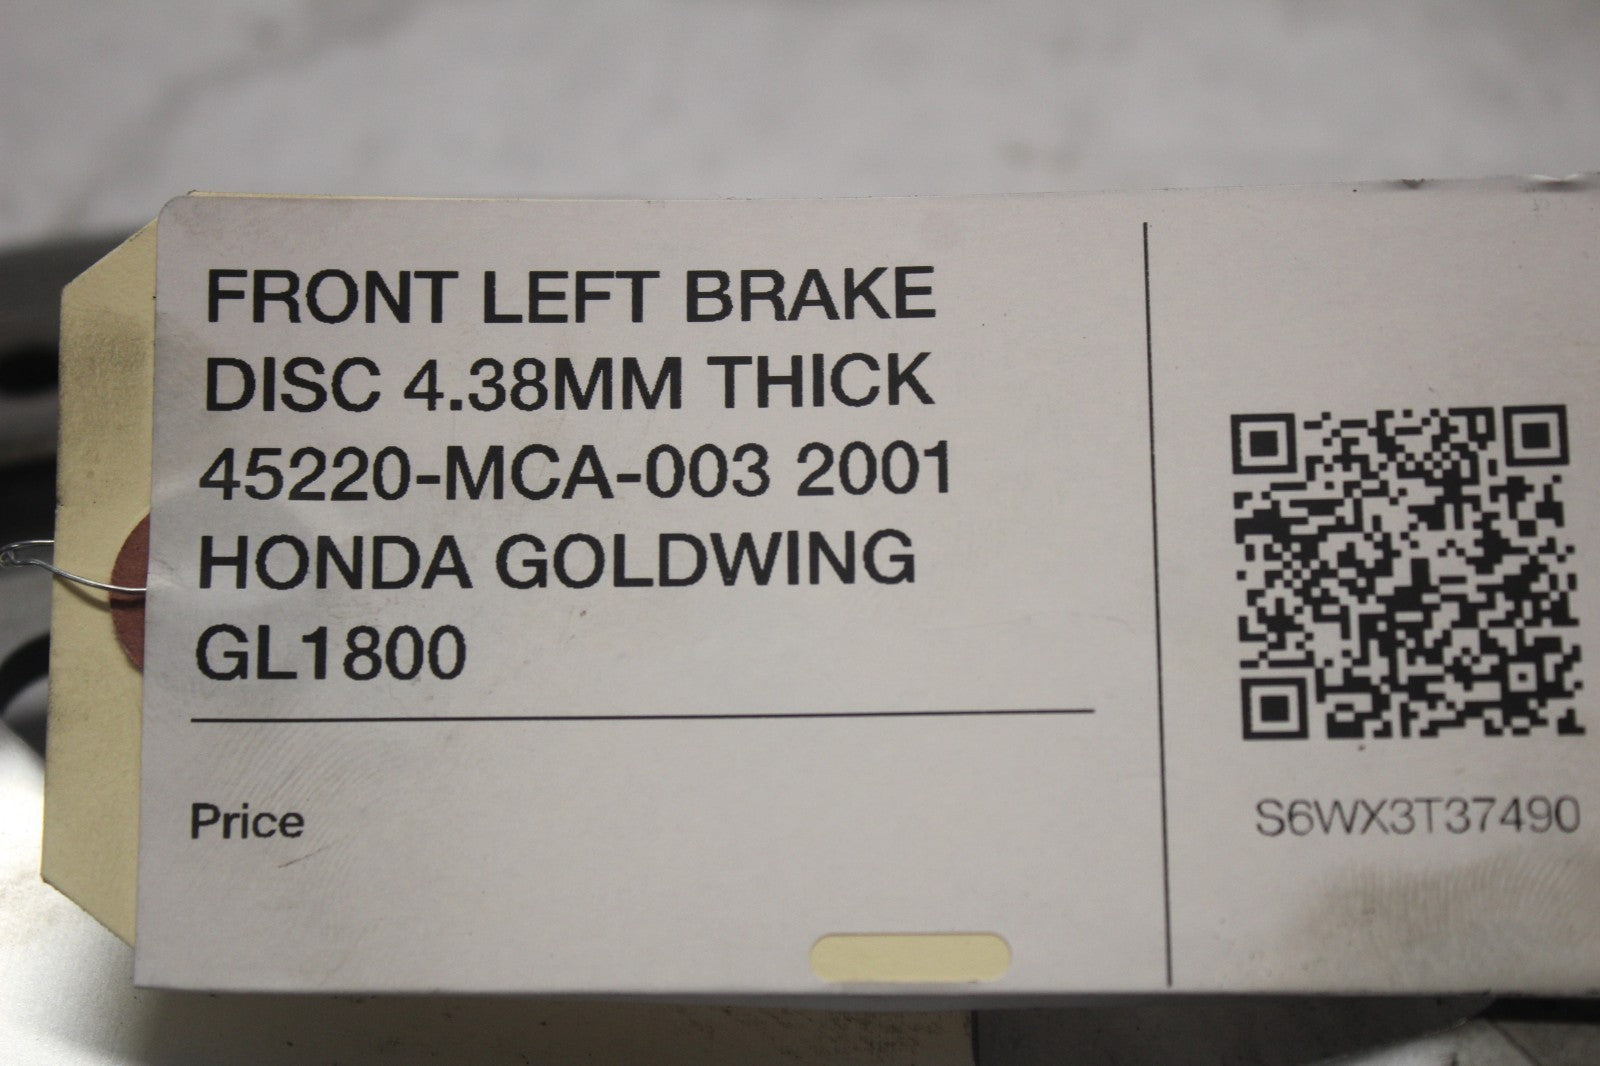 FRONT LEFT BRAKE
DISC 4.38MM THICK
45220-MCA-003 2001
HONDA GOLDWING
GL1800
Price
S6WX3T37490